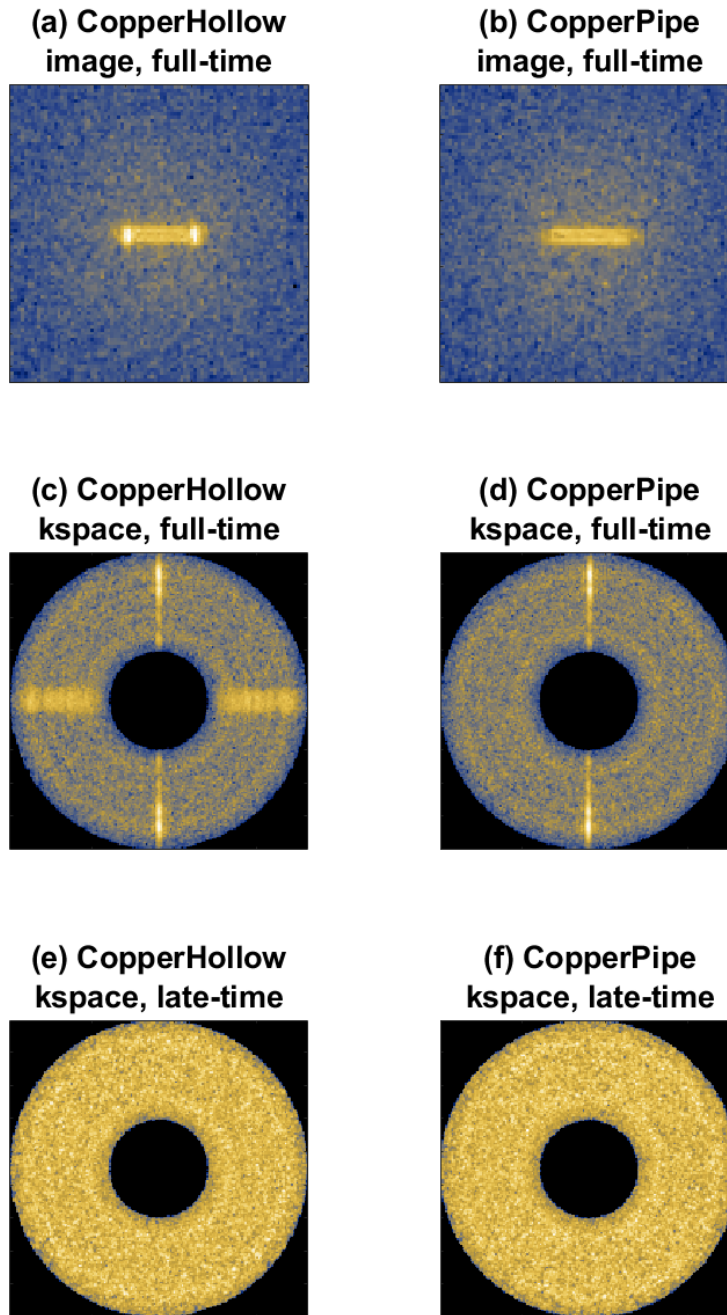 (a) CopperHollow
image, full-time
(b) CopperPipe
image, full-time
(c) CopperHollow
kspace, full-time
(d) CopperPipe
kspace, full-time
(e) CopperHollow
kspace, late-time
(f) CopperPipe
kspace, late-time